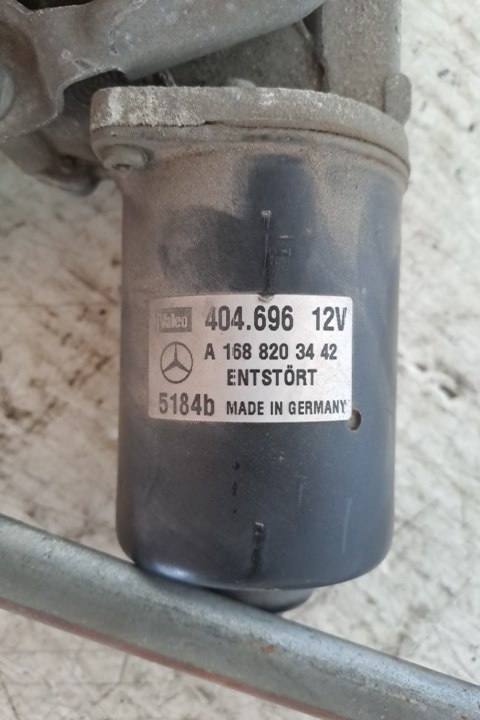 Valeo 404.696 12V
A 168 820 34 42
ENTSTÖRT
5184b MADE IN GERMANY